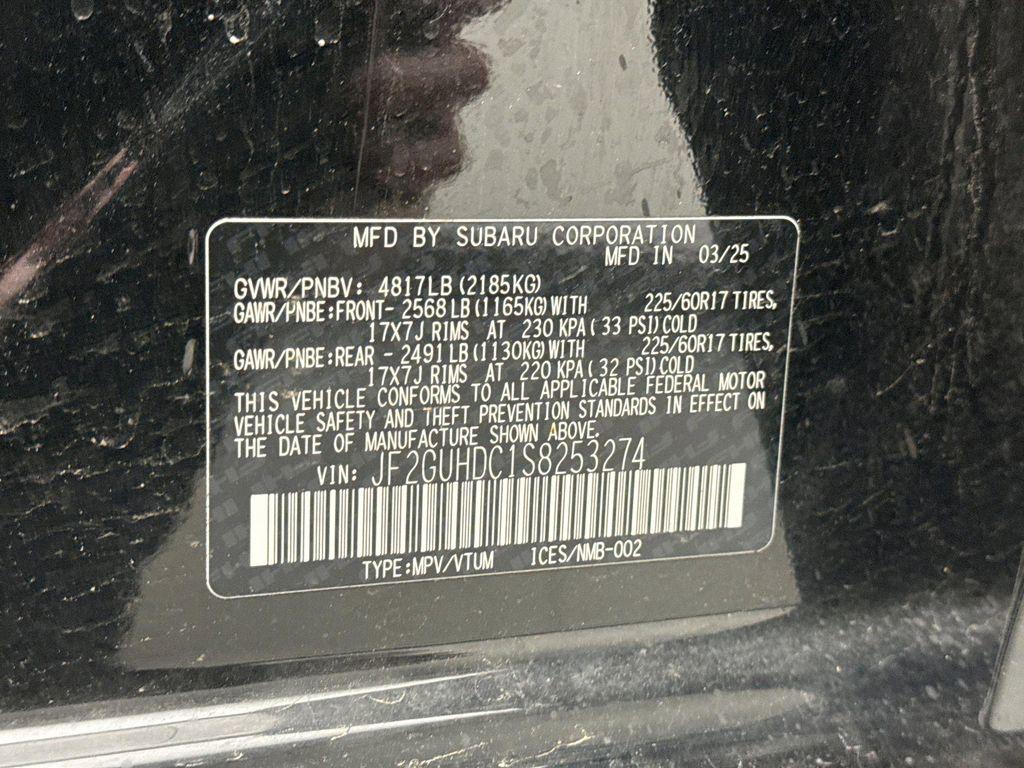 MFD BY SUBARU CORPORATION
MFD IN 03/25
GVWR/PNBV: 4817LB (2185KG)
GAWR/PNBE:FRONT- 2568 LB (1165KG) WITH 225/60R17 TIRES,
17X7J RIMS AT 230 KPA ( 33 PSI) COLD
GAWR/PNBE:REAR - 2491 LB (1130KG) WITH 225/60R17 TIRES,
17X7J RIMS AT 220 KPA ( 32 PSI) COLD
THIS VEHICLE CONFORMS TO ALL APPLICABLE FEDERAL MOTOR
VEHICLE SAFETY AND THEFT PREVENTION STANDARDS IN EFFECT ON
THE DATE OF MANUFACTURE SHOWN ABOVE.
VIN: JF2GUHDC1S8253274
TYPE:MPV/VTUM ICES/NMB-002